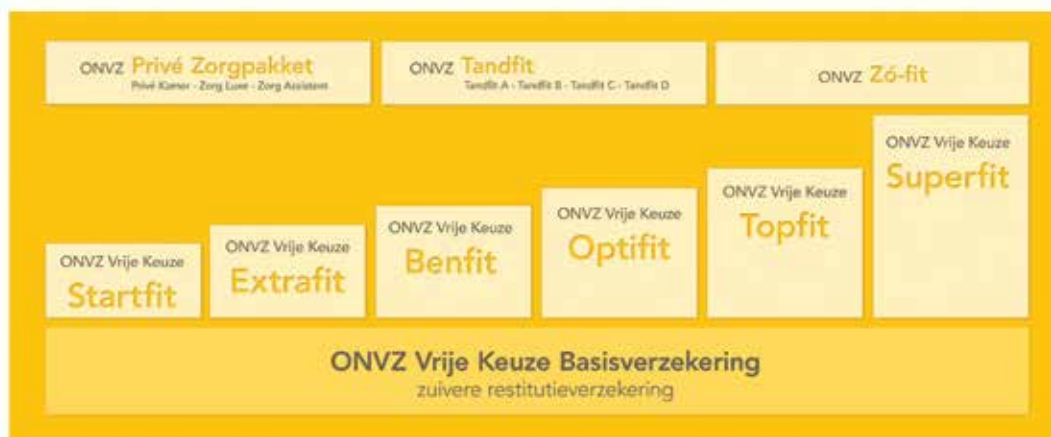 ONVZ Privé Zorgpakket
Privé Kamer - Zorg Luxe - Zorg Assistent
ONVZ Tandfit
Tandfit A - Tandfit B - Tandfit C - Tandfit D
ONVZ Zó-fit
ONVZ Vrije Keuze
Startfit
ONVZ Vrije Keuze
Extrafit
ONVZ Vrije Keuze
Benfit
ONVZ Vrije Keuze
Optifit
ONVZ Vrije Keuze
Topfit
ONVZ Vrije Keuze
Superfit
ONVZ Vrije Keuze Basisverzekering
zuivere restitutieverzekering